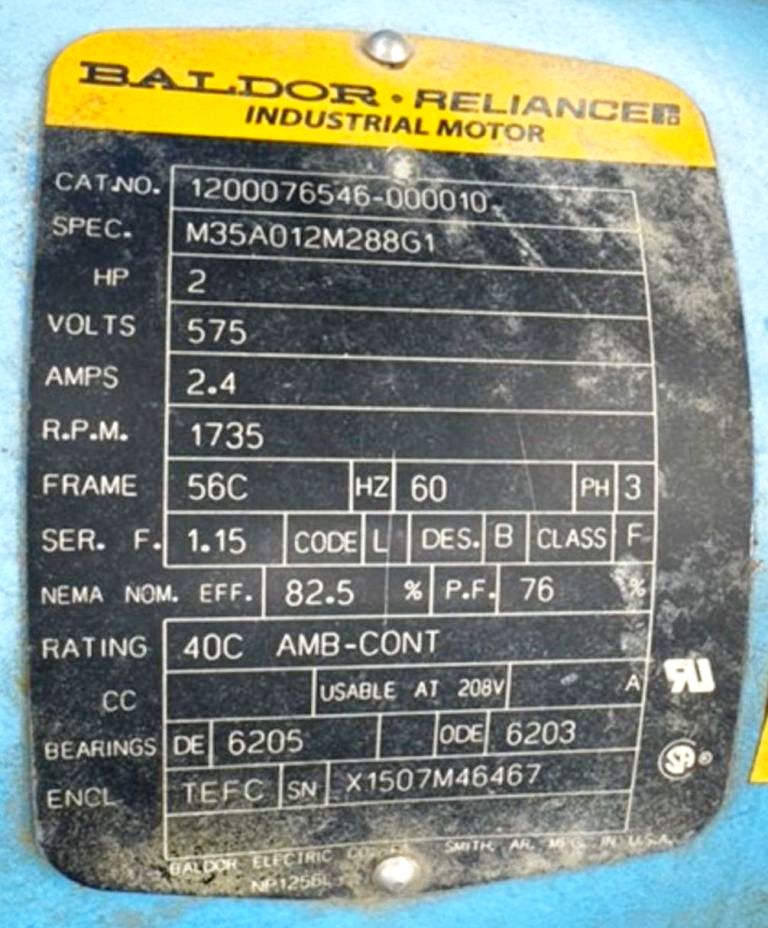 BALDOR • RELIANCE
INDUSTRIAL MOTOR
CAT.NO. 1200076546-000010
SPEC. M35A012M288G1
HP 2
VOLTS 575
AMPS 2.4
R.P.M. 1735
FRAME 56C HZ 60 PH 3
SER. F. 1.15 CODE L DES. B CLASS F
NEMA NOM. EFF. 82.5 % P.F. 76 %
RATING 40C AMB-CONT
CC USABLE AT 208V A
BEARINGS DE 6205 ODE 6203
ENCL TEFC SN X1507M46467
BALDOR ELECTRIC SMITH, AR. MFG. IN U.S.A.
NP1256L